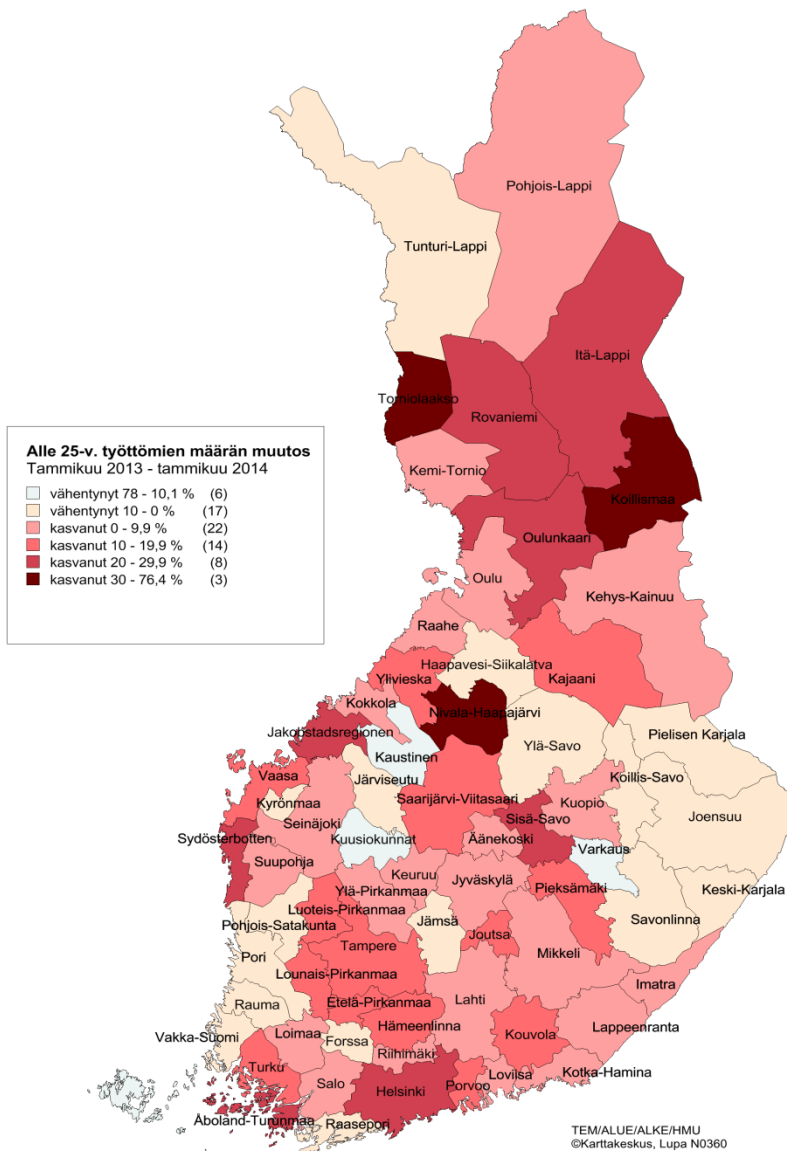 Pohjois-Lappi
Tunturi-Lappi
Itä-Lappi
Torniolaakso
Rovaniemi
Alle 25-v. työttömien määrän muutos
Tammikuu 2013 - tammikuu 2014
vähentynyt 78 - 10,1 % (6)
vähentynyt 10 - 0 % (17)
kasvanut 0 - 9,9 % (22)
kasvanut 10 - 19,9 % (14)
kasvanut 20 - 29,9 % (8)
kasvanut 30 - 76,4 % (3)
Kemi-Tornio
Koillismaa
Oulunkaari
Oulu
Kehys-Kainuu
Raahe
Haapavesi-Siikalatva
Kajaani
Ylivieska
Kokkola
Nivala-Haapajärvi
Jakobstadsregionen
Pielisen Karjala
Ylä-Savo
Kaustinen
Vaasa
Järviseutu
Koillis-Savo
Kyrönmaa
Saarijärvi-Viitasaari
Kuopio
Joensuu
Seinäjoki
Sisä-Savo
Sydösterbotten
Kuusiokunnat
Äänekoski
Varkaus
Suupohja
Keuruu
Jyväskylä
Pieksämäki
Keski-Karjala
Ylä-Pirkanmaa
Luoteis-Pirkanmaa
Jämsä
Savonlinna
Pohjois-Satakunta
Joutsa
Tampere
Mikkeli
Pori
Lounais-Pirkanmaa
Imatra
Rauma
Etelä-Pirkanmaa
Lahti
Hämeenlinna
Lappeenranta
Vakka-Suomi
Loimaa
Forssa
Kouvola
Riihimäki
Turku
Loviisa
Kotka-Hamina
Salo
Helsinki
Porvoo
Åboland-Turunmaa
Raasepori
TEM/ALUE/ALKE/HMU
©Karttakeskus, Lupa N0360